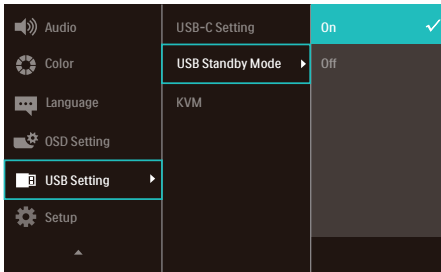 Audio
Color
Language
OSD Setting
USB Setting
Setup
USB-C Setting
USB Standby Mode
KVM
On
Off